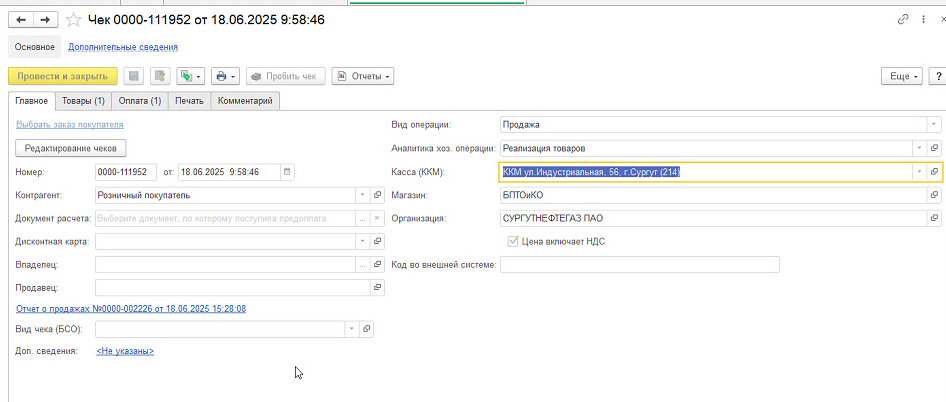 Чек 0000-111952 от 18.06.2025 9:58:46
Основное Дополнительные сведения
Провести и закрыть Пробить чек Отчеты Еще ?
Главное Товары (1) Оплата (1) Печать Комментарий
Выбрать заказ покупателя Вид операции: Продажа
Редактирование чеков Аналитика хоз. операции: Реализация товаров
Номер: 0000-111952 от: 18.06.2025 9:58:46 Касса (ККМ): ККМ ул.Индустриальная, 56, г.Сургут (214)
Контрагент: Розничный покупатель Магазин: БПТОиКО
Документ расчета: Выберите документ, по которому поступила предоплата ... × Организация: СУРГУТНЕФТЕГАЗ ПАО
Дисконтная карта: Цена включает НДС
Владелец: ... Код во внешней системе:
Продавец:
Отчет о продажах №0000-002226 от 18.06.2025 15:28:08
Вид чека (БСО):
Доп. сведения: <Не указаны>